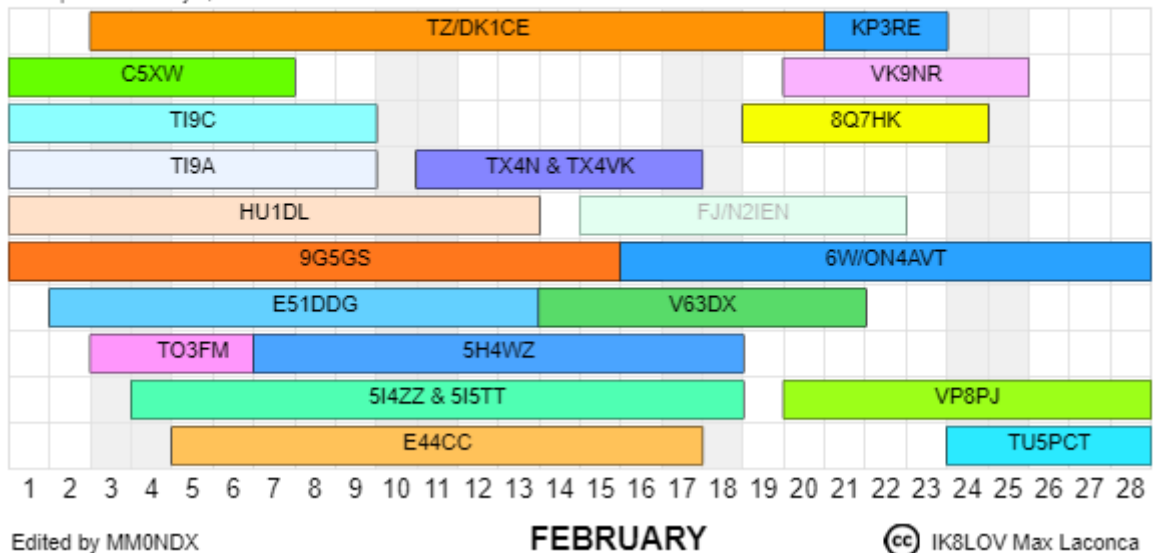 TZ/DK1CE KP3RE
C5XW VK9NR
TI9C 8Q7HK
TI9A TX4N & TX4VK
HU1DL FJ/N2IEN
9G5GS 6W/ON4AVT
E51DDG V63DX
TO3FM 5H4WZ
5I4ZZ & 5I5TT VP8PJ
E44CC TU5PCT
1 2 3 4 5 6 7 8 9 10 11 12 13 14 15 16 17 18 19 20 21 22 23 24 25 26 27 28
Edited by MM0NDX FEBRUARY cc IK8LOV Max Laconca